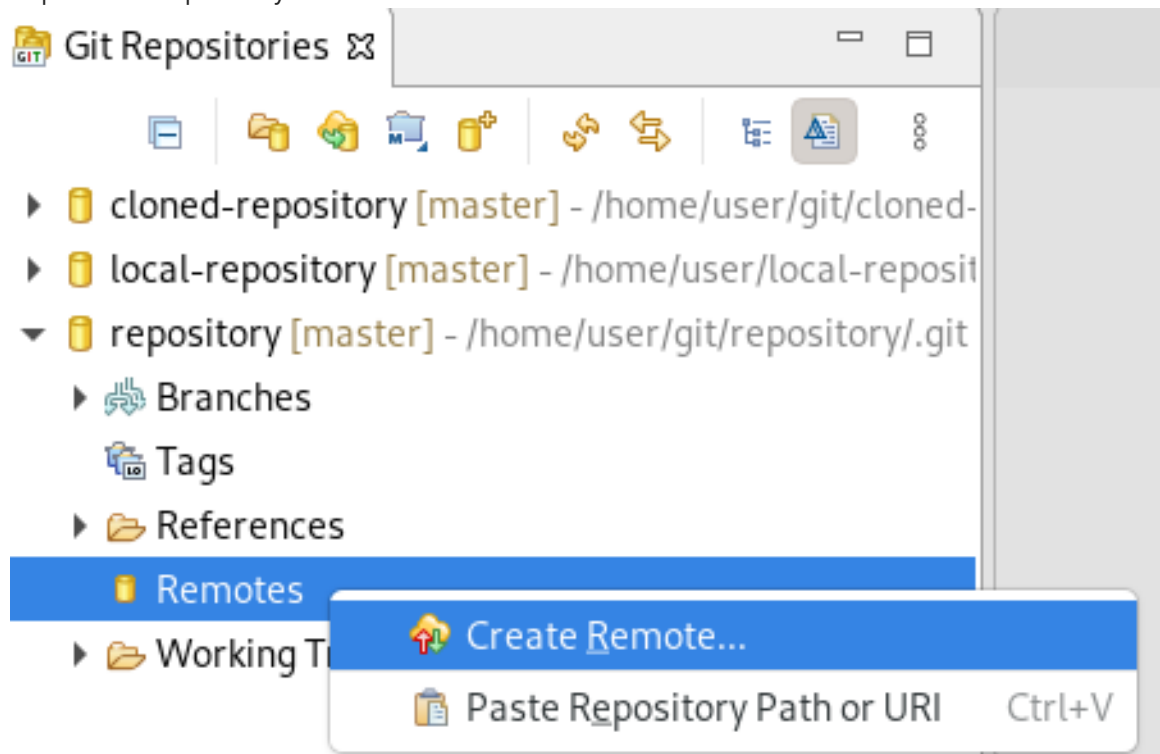 Git Repositories
cloned-repository [master] - /home/user/git/cloned-
local-repository [master] - /home/user/local-reposit
repository [master] - /home/user/git/repository/.git
Branches
Tags
References
Remotes
Create Remote...
Working
Paste Repository Path or URI Ctrl+V